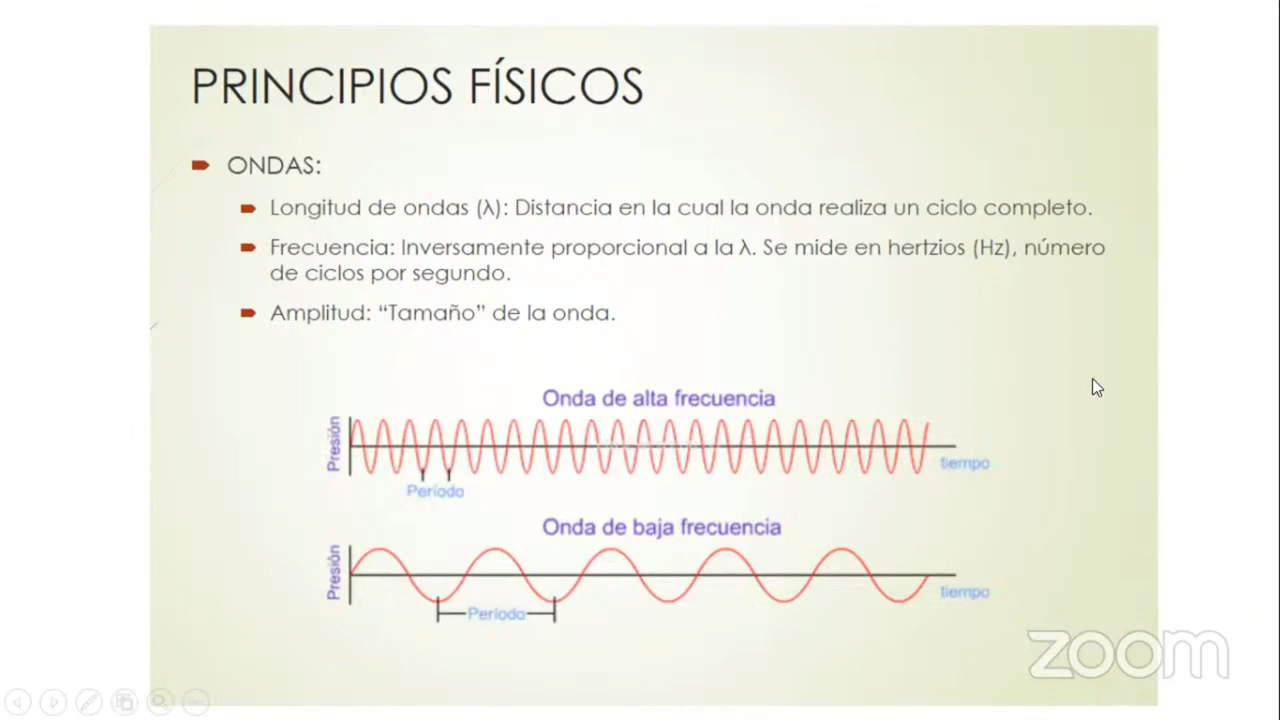 PRINCIPIOS FÍSICOS
ONDAS:
Longitud de ondas (λ): Distancia en la cual la onda realiza un ciclo completo.
Frecuencia: Inversamente proporcional a la λ. Se mide en hertzios (Hz), número
de ciclos por segundo.
Amplitud: “Tamaño” de la onda.
Onda de alta frecuencia
Presión
tiempo
Período
Onda de baja frecuencia
Presión
tiempo
Período
zoom